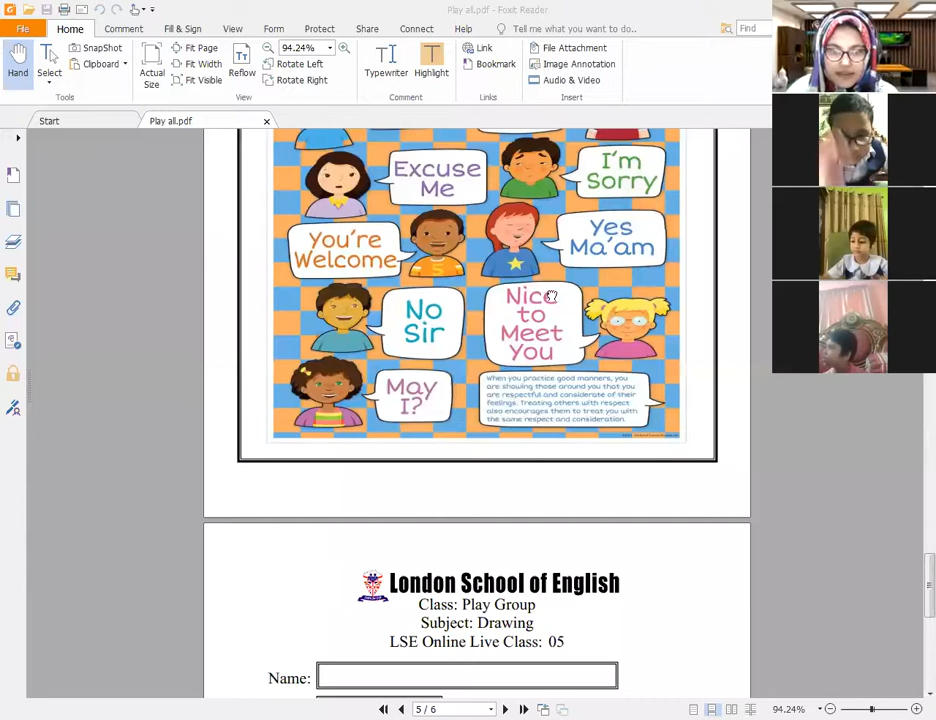 Play all.pdf - Foxit Reader
File
Home
Comment
Fill & Sign
View
Form
Protect
Share
Connect
Help
Tell me what you want to do..
Find
Hand
Select
SnapShot
Clipboard
Actual Size
Fit Page
Fit Width
Fit Visible
Reflow
94.24%
Rotate Left
Rotate Right
Typewriter
Highlight
Link
Bookmark
File Attachment
Image Annotation
Audio & Video
Tools
View
Comment
Links
Insert
Start
Play all.pdf
Excuse
Me
I'm
Sorry
You're
Welcome
Yes
Ma'am
No
Sir
Nice
to
Meet
You
May
I?
When you practice good manners, you
are showing those around you that you
are respectful and considerate of their
feelings. Treating others with respect
also encourages them to treat you with
the same respect and consideration.
London School of English
Class: Play Group
Subject: Drawing
LSE Online Live Class: 05
Name:
5 / 6
94.24%